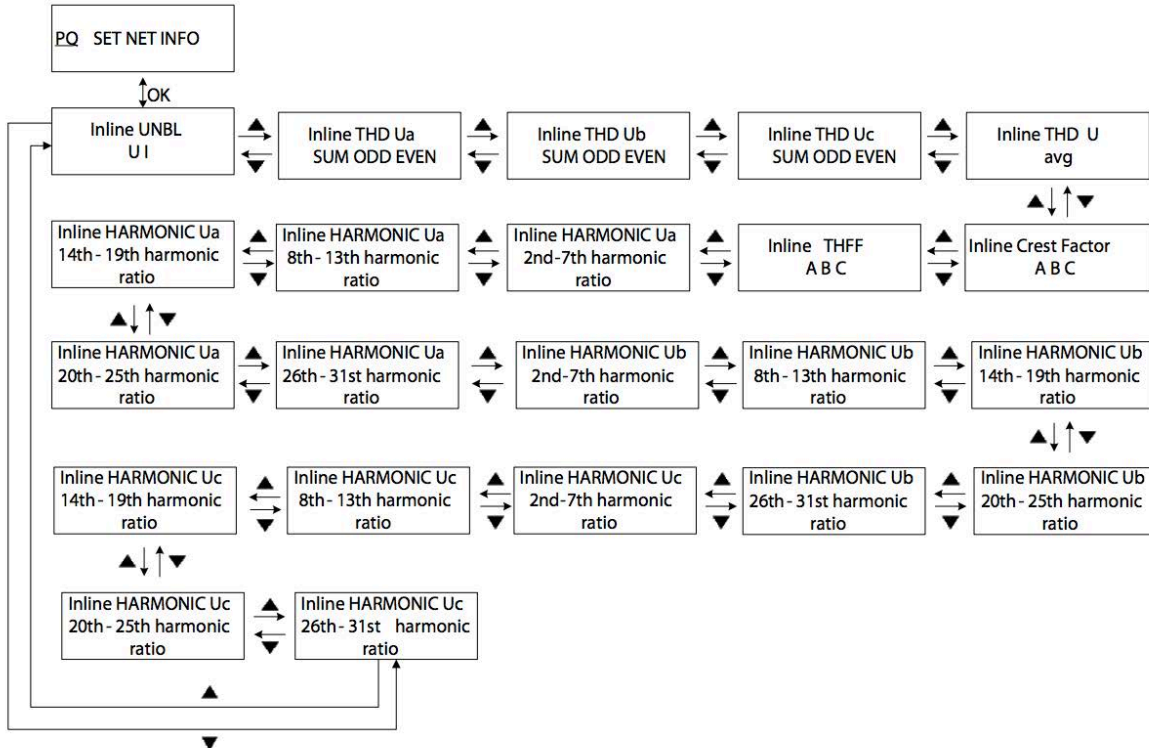 PQ SET NET INFO
OK
Inline UNBL
U I
Inline THD Ua
SUM ODD EVEN
Inline THD Ub
SUM ODD EVEN
Inline THD Uc
SUM ODD EVEN
Inline THD U
avg
Inline HARMONIC Ua
14th-19th harmonic
ratio
Inline HARMONIC Ua
8th-13th harmonic
ratio
Inline HARMONIC Ua
2nd-7th harmonic
ratio
Inline THFF
A B C
Inline Crest Factor
A B C
Inline HARMONIC Ua
20th-25th harmonic
ratio
Inline HARMONIC Ua
26th-31st harmonic
ratio
Inline HARMONIC Ub
2nd-7th harmonic
ratio
Inline HARMONIC Ub
8th-13th harmonic
ratio
Inline HARMONIC Ub
14th-19th harmonic
ratio
Inline HARMONIC Uc
14th-19th harmonic
ratio
Inline HARMONIC Uc
8th-13th harmonic
ratio
Inline HARMONIC Uc
2nd-7th harmonic
ratio
Inline HARMONIC Ub
26th-31st harmonic
ratio
Inline HARMONIC Ub
20th-25th harmonic
ratio
Inline HARMONIC Uc
20th-25th harmonic
ratio
Inline HARMONIC Uc
26th-31st harmonic
ratio